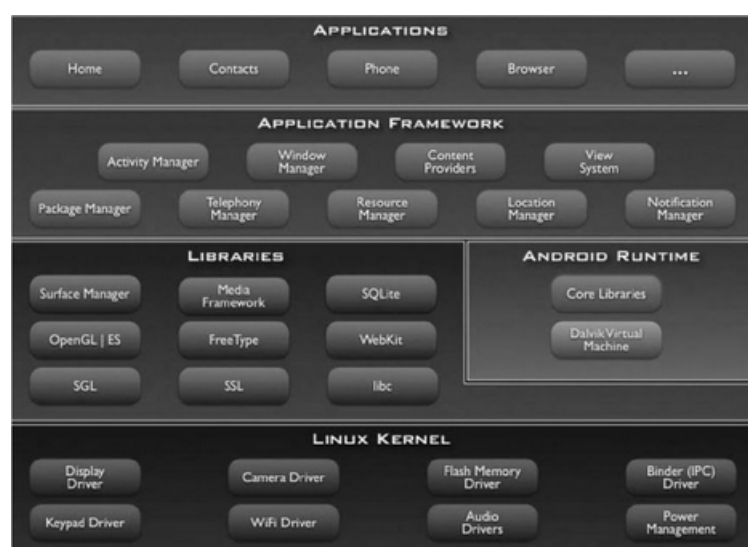 APPLICATIONS
Home
Contacts
Phone
Browser
...
APPLICATION FRAMEWORK
Activity Manager
Window
Manager
Content
Providers
View
System
Package Manager
Telephony
Manager
Resource
Manager
Location
Manager
Notification
Manager
LIBRARIES
Surface Manager
Media
Framework
SQLite
OpenGL | ES
FreeType
WebKit
SGL
SSL
libc
ANDROID RUNTIME
Core Libraries
Dalvik Virtual
Machine
LINUX KERNEL
Display
Driver
Camera Driver
Flash Memory
Driver
Binder (IPC)
Driver
Keypad Driver
WiFi Driver
Audio
Drivers
Power
Management